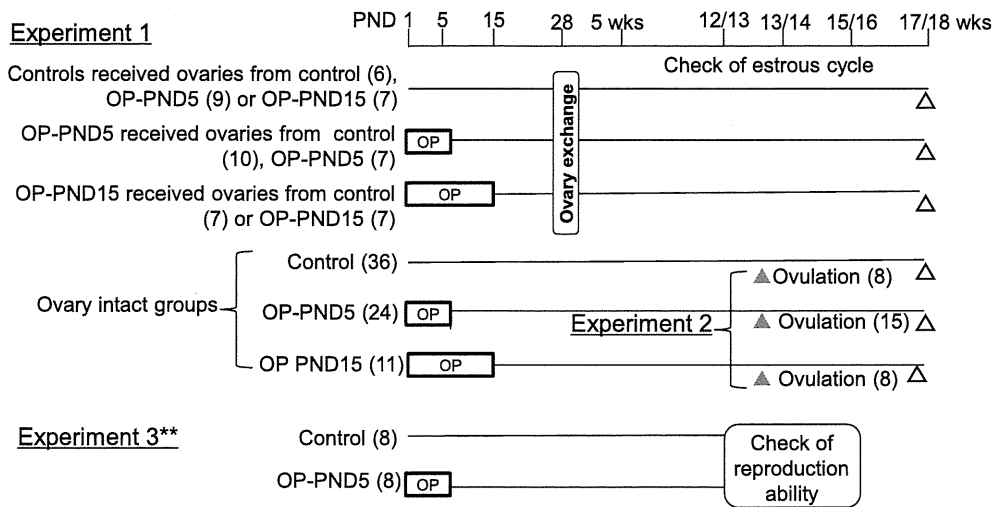 PND 1 5 15 28 5 wks 12/13 13/14 15/16 17/18 wks
Experiment 1
Check of estrous cycle
Controls received ovaries from control (6),
OP-PND5 (9) or OP-PND15 (7)
OP-PND5 received ovaries from control
(10), OP-PND5 (7)
OP
OP-PND15 received ovaries from control
(7) or OP-PND15 (7)
OP
Ovary exchange
Ovary intact groups
Control (36)
OP-PND5 (24)
OP
OP PND15 (11)
OP
Experiment 2
Ovulation (8)
Ovulation (15)
Ovulation (8)
Experiment 3**
Control (8)
OP-PND5 (8)
OP
Check of
reproduction
ability